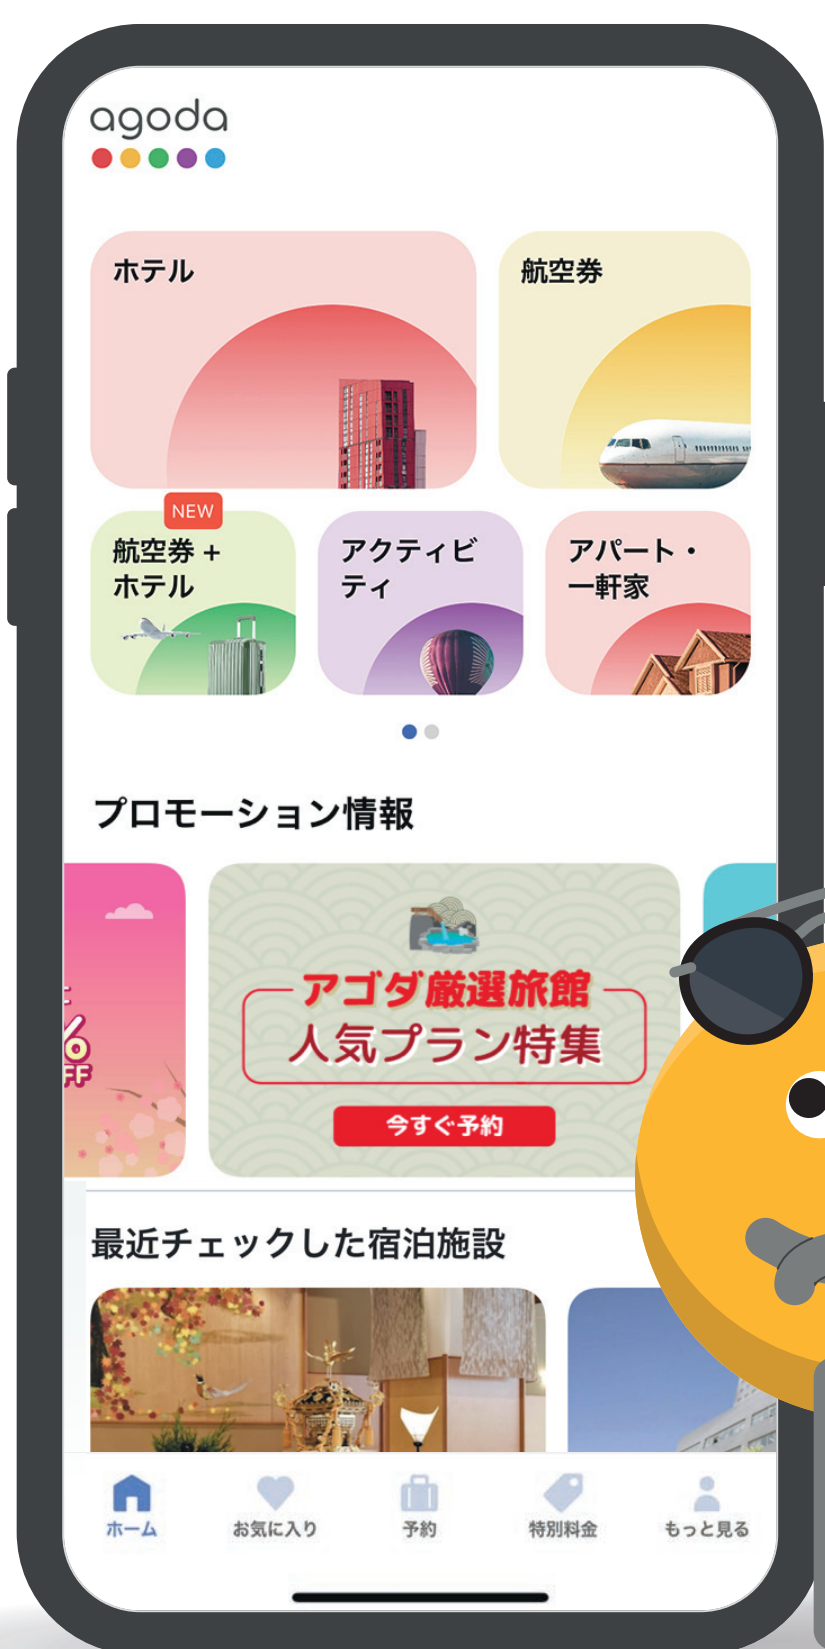 agoda
ホテル
航空券
NEW
航空券 +
ホテル
アクティビ
ティ
アパート・
一軒家
プロモーション情報
%
FF
アゴダ厳選旅館
人気プラン特集
今すぐ予約
最近チェックした宿泊施設
ホーム
お気に入り
予約
特別料金
もっと見る